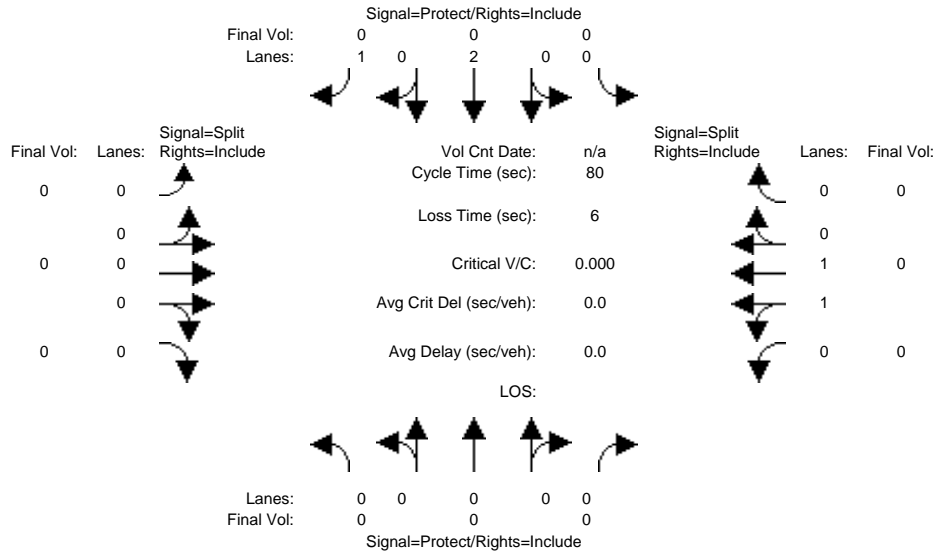 Signal=Protect/Rights=Include
Final Vol: 0 0 0
Lanes: 1 0 2 0 0
Signal=Split
Final Vol: Lanes: Rights=Include
Vol Cnt Date: n/a
Signal=Split
Rights=Include Lanes: Final Vol:
Cycle Time (sec): 80
0 0 0 0
Loss Time (sec): 6
0 0
0 0 Critical V/C: 0.000 1 0
0 Avg Crit Del (sec/veh): 0.0 1
0 0 Avg Delay (sec/veh): 0.0 0 0
LOS:
Lanes: 0 0 0 0 0
Final Vol: 0 0 0
Signal=Protect/Rights=Include